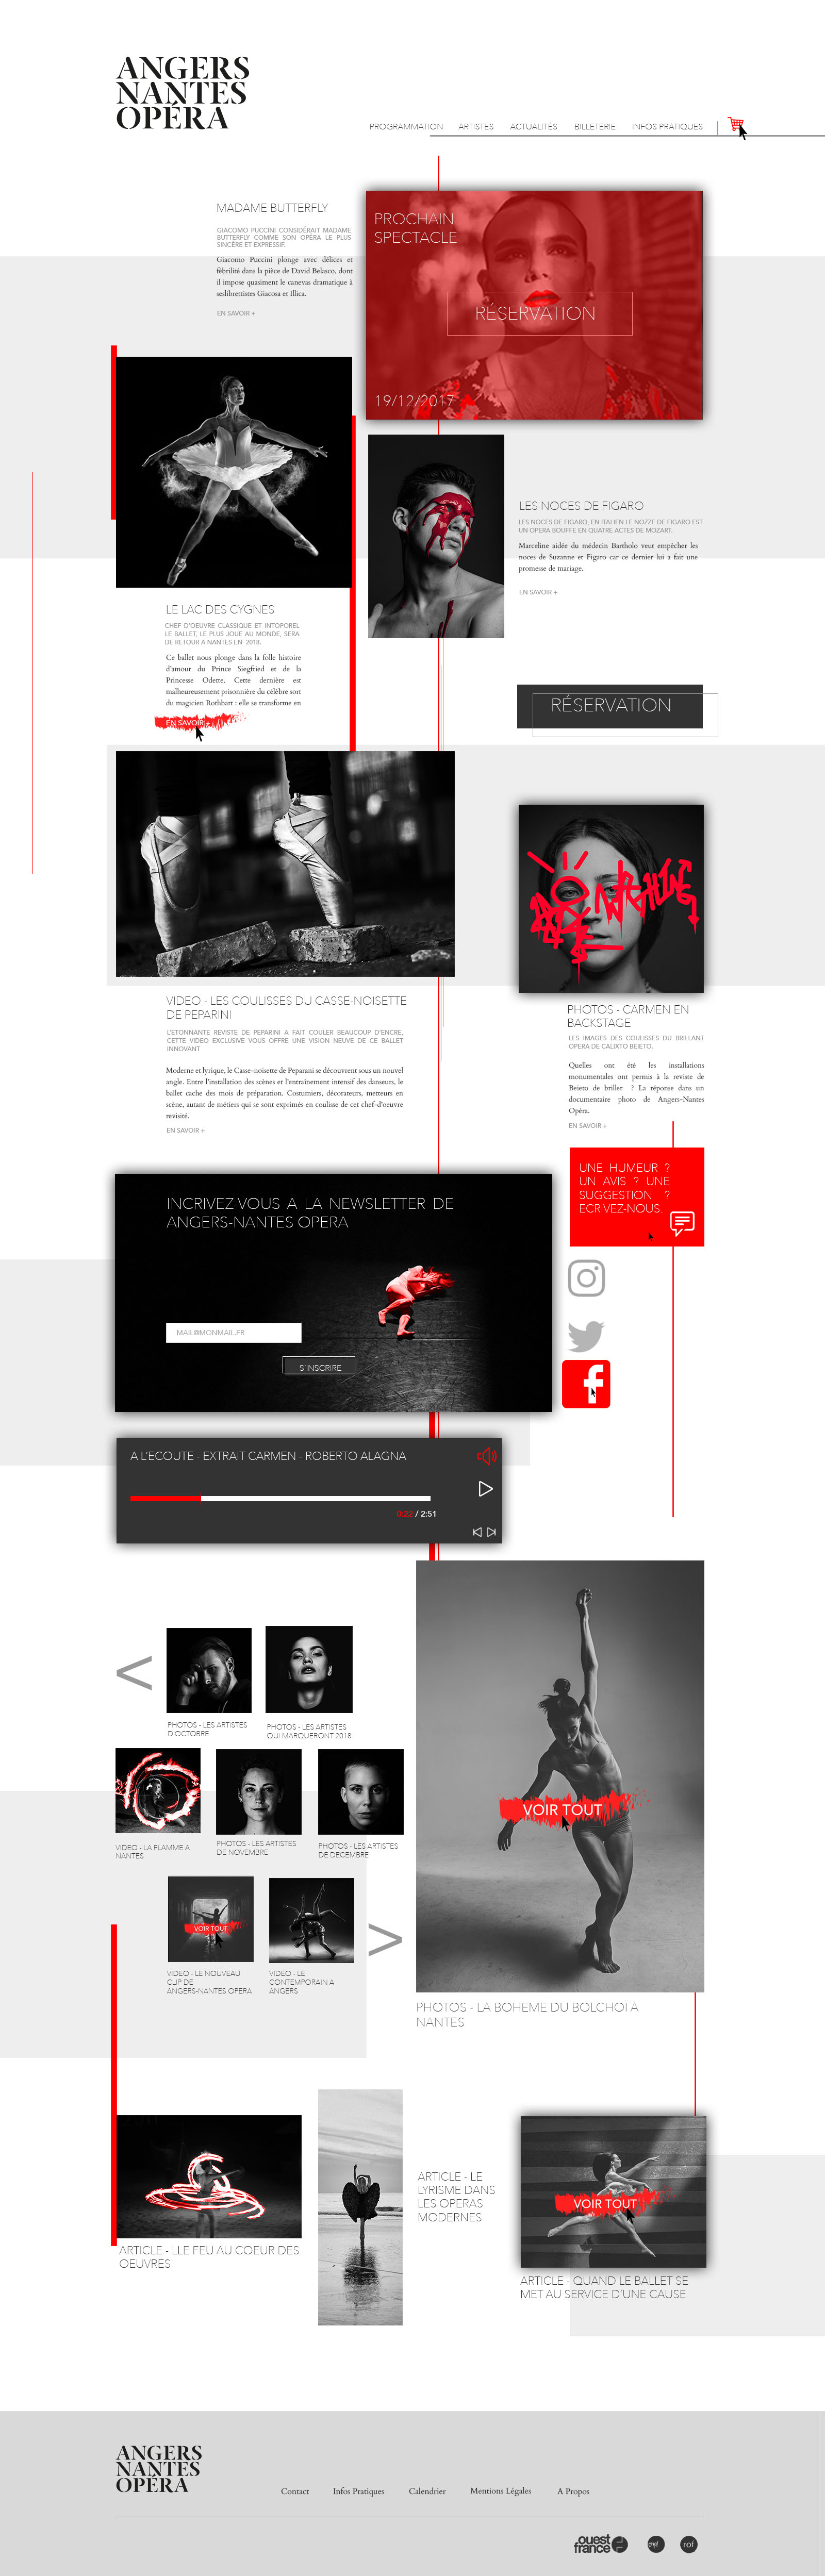 ANGERS
NANTES
OPÉRA
PROGRAMMATION ARTISTES ACTUALITÉS BILLETERIE INFOS PRATIQUES
MADAME BUTTERFLY
GIACOMO PUCCINI CONSIDÉRAIT MADAME
BUTTERFLY COMME SON OPÉRA LE PLUS
SINCÈRE ET EXPRESSIF.
Giacomo Puccini plonge avec délices et
fébrilité dans la pièce de David Belasco, dont
il impose quasiment le canevas dramatique à
seslibrettistes Giacosa et Illica.
EN SAVOIR +
PROCHAIN
SPECTACLE
RÉSERVATION
19/12/2017
LES NOCES DE FIGARO
LES NOCES DE FIGARO, EN ITALIEN LE NOZZE DE FIGARO EST
UN OPERA BOUFFE EN QUATRE ACTES DE MOZART.
Marceline aidée du médecin Bartholo veut empêcher les
noces de Suzanne et Figaro car ce dernier lui a fait une
promesse de mariage.
EN SAVOIR +
LE LAC DES CYGNES
CHEF D'OEUVRE CLASSIQUE ET INTOPOREL
LE BALLET, LE PLUS JOUE AU MONDE, SERA
DE RETOUR A NANTES EN 2018.
Ce ballet nous plonge dans la folle histoire
d'amour du Prince Siegfried et de la
Princesse Odette. Cette dernière est
malheureusement prisonnière du célèbre sort
du magicien Rothbart : elle se transforme en
EN SAVOIR +
RÉSERVATION
VIDEO - LES COULISSES DU CASSE-NOISETTE
DE PEPARINI
L'ETONNANTE REVISTE DE PEPARINI A FAIT COULER BEAUCOUP D'ENCRE,
CETTE VIDEO EXCLUSIVE VOUS OFFRE UNE VISION NEUVE DE CE BALLET
INNOVANT
Moderne et lyrique, le Casse-noisette de Peparini se découvrent sous un nouvel
angle. Entre l'installation des scènes et l'entraînement intensif des danseurs, le
ballet cache des mois de préparation. Costumiers, décorateurs, metteurs en
scène, autant de métiers qui se sont exprimés en coulisse de cet chef-d'oeuvre
revisité.
EN SAVOIR +
PHOTOS - CARMEN EN
BACKSTAGE
LES IMAGES DES COULISSES DU BRILLANT
OPERA DE CALIXTO BEIETO.
Quelles ont été les installations
monumentales ont permis à la reviste de
Beieto de briller ? La réponse dans un
documentaire photo de Angers-Nantes
Opéra.
EN SAVOIR +
UNE HUMEUR ?
UN AVIS ? UNE
SUGGESTION ?
ECRIVEZ-NOUS.
INCRIVEZ-VOUS A LA NEWSLETTER DE
ANGERS-NANTES OPERA
MAIL@MONMAIL.FR
S'INSCRIRE
A L'ECOUTE - EXTRAIT CARMEN - ROBERTO ALAGNA
0:22 / 2:51
PHOTOS - LES ARTISTES
D'OCTOBRE
PHOTOS - LES ARTISTES
QUI MARQUERONT 2018
VIDEO - LA FLAMME A
NANTES
PHOTOS - LES ARTISTES
DE NOVEMBRE
PHOTOS - LES ARTISTES
DE DECEMBRE
VOIR TOUT
VIDEO - LE NOUVEAU
CLIP DE
ANGERS-NANTES OPERA
VIDEO - LE
CONTEMPORAIN A
ANGERS
VOIR TOUT
PHOTOS - LA BOHEME DU BOLCHOÏ A
NANTES
ARTICLE - LLE FEU AU COEUR DES
OEUVRES
ARTICLE - LE
LYRISME DANS
LES OPERAS
MODERNES
VOIR TOUT
ARTICLE - QUAND LE BALLET SE
MET AU SERVICE D'UNE CAUSE
ANGERS
NANTES
OPÉRA
Contact Infos Pratiques Calendrier Mentions Légales A Propos
ouest
france
rof